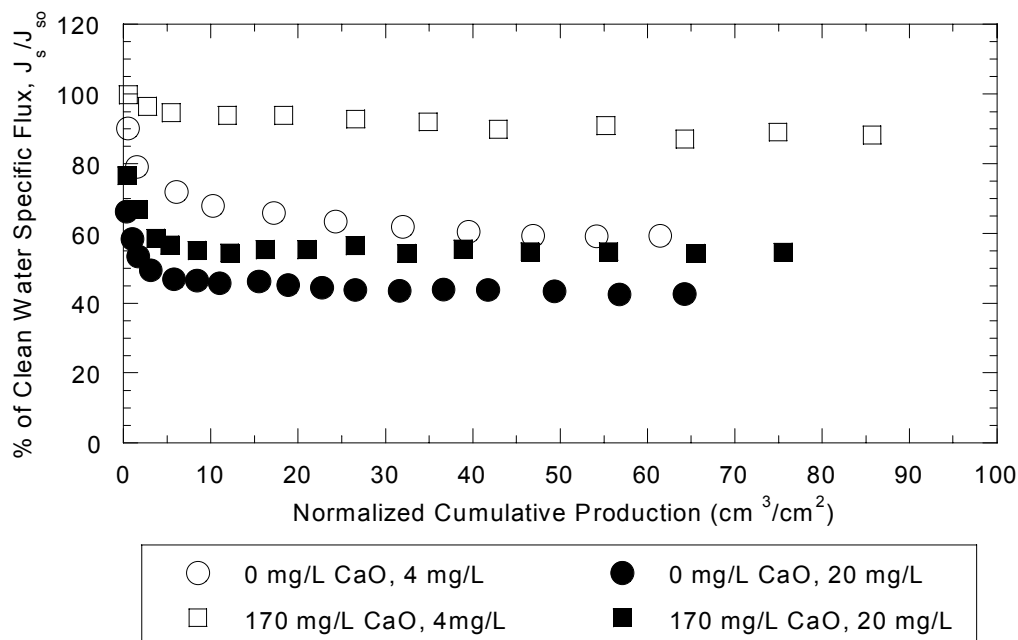 % of Clean Water Specific Flux, J_s/J_so
120
100
80
60
40
20
0
0 10 20 30 40 50 60 70 80 90 100
Normalized Cumulative Production (cm ³/cm²)
0 mg/L CaO, 4 mg/L 0 mg/L CaO, 20 mg/L
170 mg/L CaO, 4mg/L 170 mg/L CaO, 20 mg/L